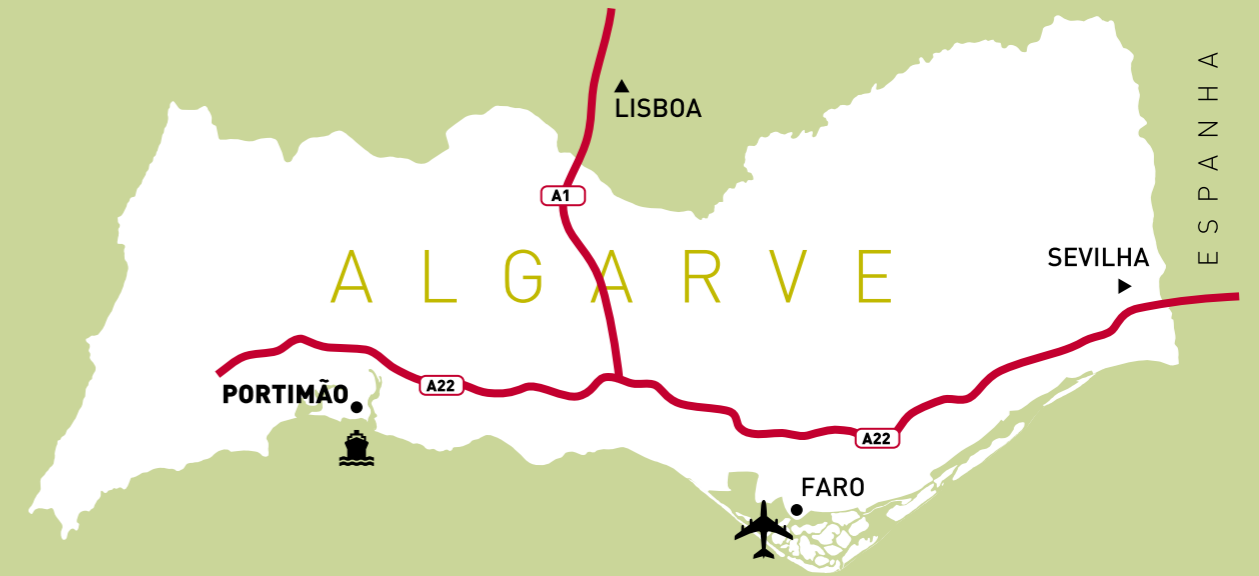 LISBOA
ESPANHA
A1
ALGARVE
SEVILHA
PORTIMÃO
A22
A22
FARO